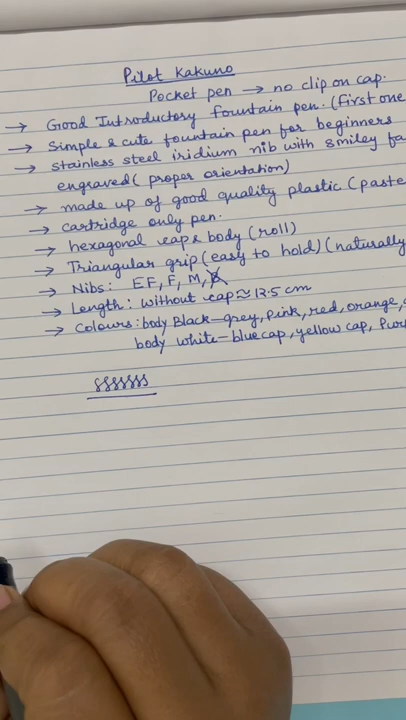 Pilot Kakuno
Pocket pen → no clip on cap.
→ Good Introductory fountain pen. (First one
→ Simple & cute fountain pen for beginners
→ stainless steel iridium nib with smiley fa
engraved (proper orientation)
→ made up of good quality plastic (paste
→ cartridge only pen.
→ hexagonal cap & body (roll)
→ Triangular grip (easy to hold) (naturally
→ Nibs: EF, F, M,
→ Length: without cap ≈ 12.5 cm
→ Colours: body Black - grey, pink, red, orange,
body white - blue cap, yellow cap, Pur
sssssss